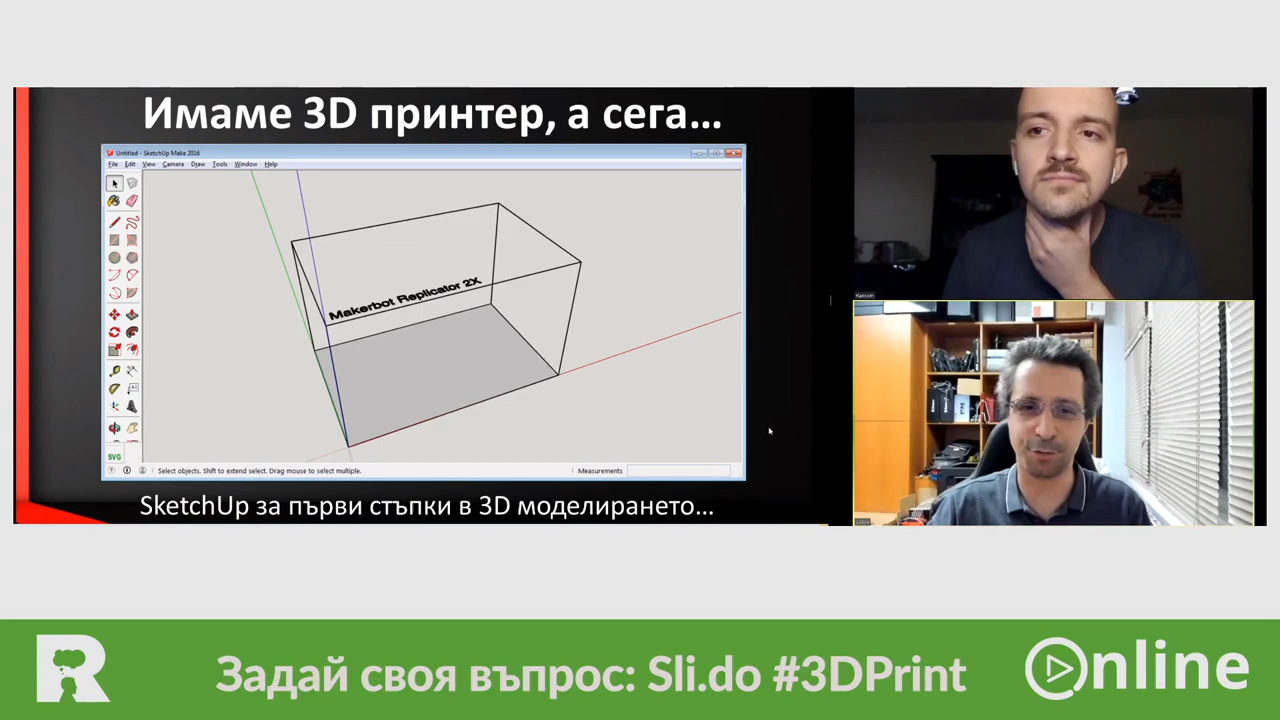 Имаме 3D принтер, а сега...
Untitled - SketchUp Make 2016
File Edit View Camera Draw Tools Window Help
Makerbot Replicator 2X
SVG
Select objects. Shift to extend select. Drag mouse to select multiple.
Measurements
SketchUp за първи стъпки в 3D моделирането...
R
Задай своя въпрос: Sli.do #3DPrint
Online